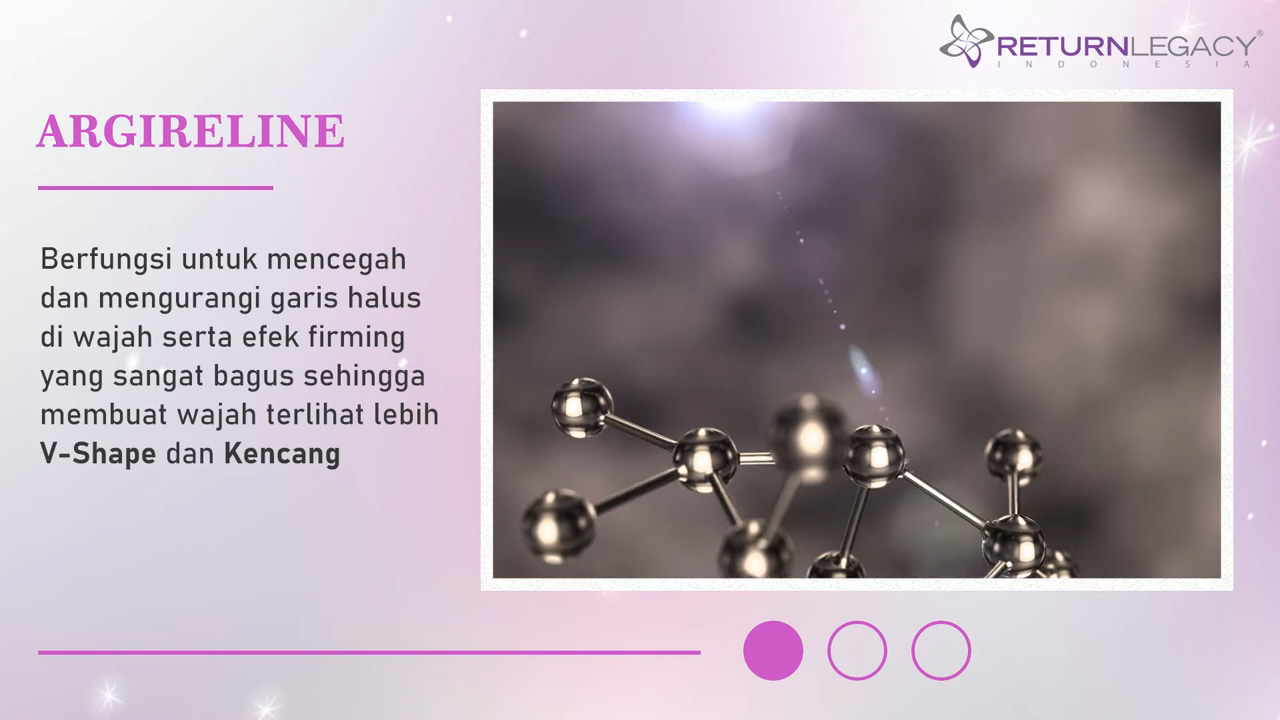 RETURNLEGACY®
INDONESIA
ARGIRELINE
Berfungsi untuk mencegah
dan mengurangi garis halus
di wajah serta efek firming
yang sangat bagus sehingga
membuat wajah terlihat lebih
V-Shape dan Kencang